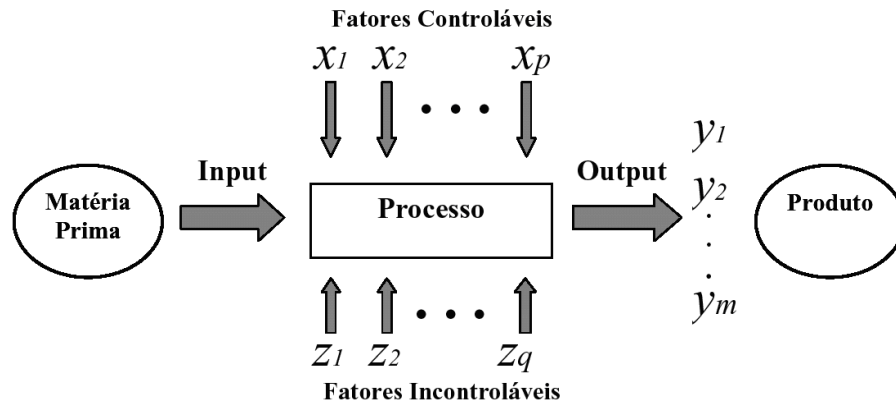 Fatores Controláveis
x1 x2 • • • xp
Input
Output
Matéria
Prima
Processo
y1
y2
.
.
.
ym
Produto
z1 z2 • • • zq
Fatores Incontroláveis